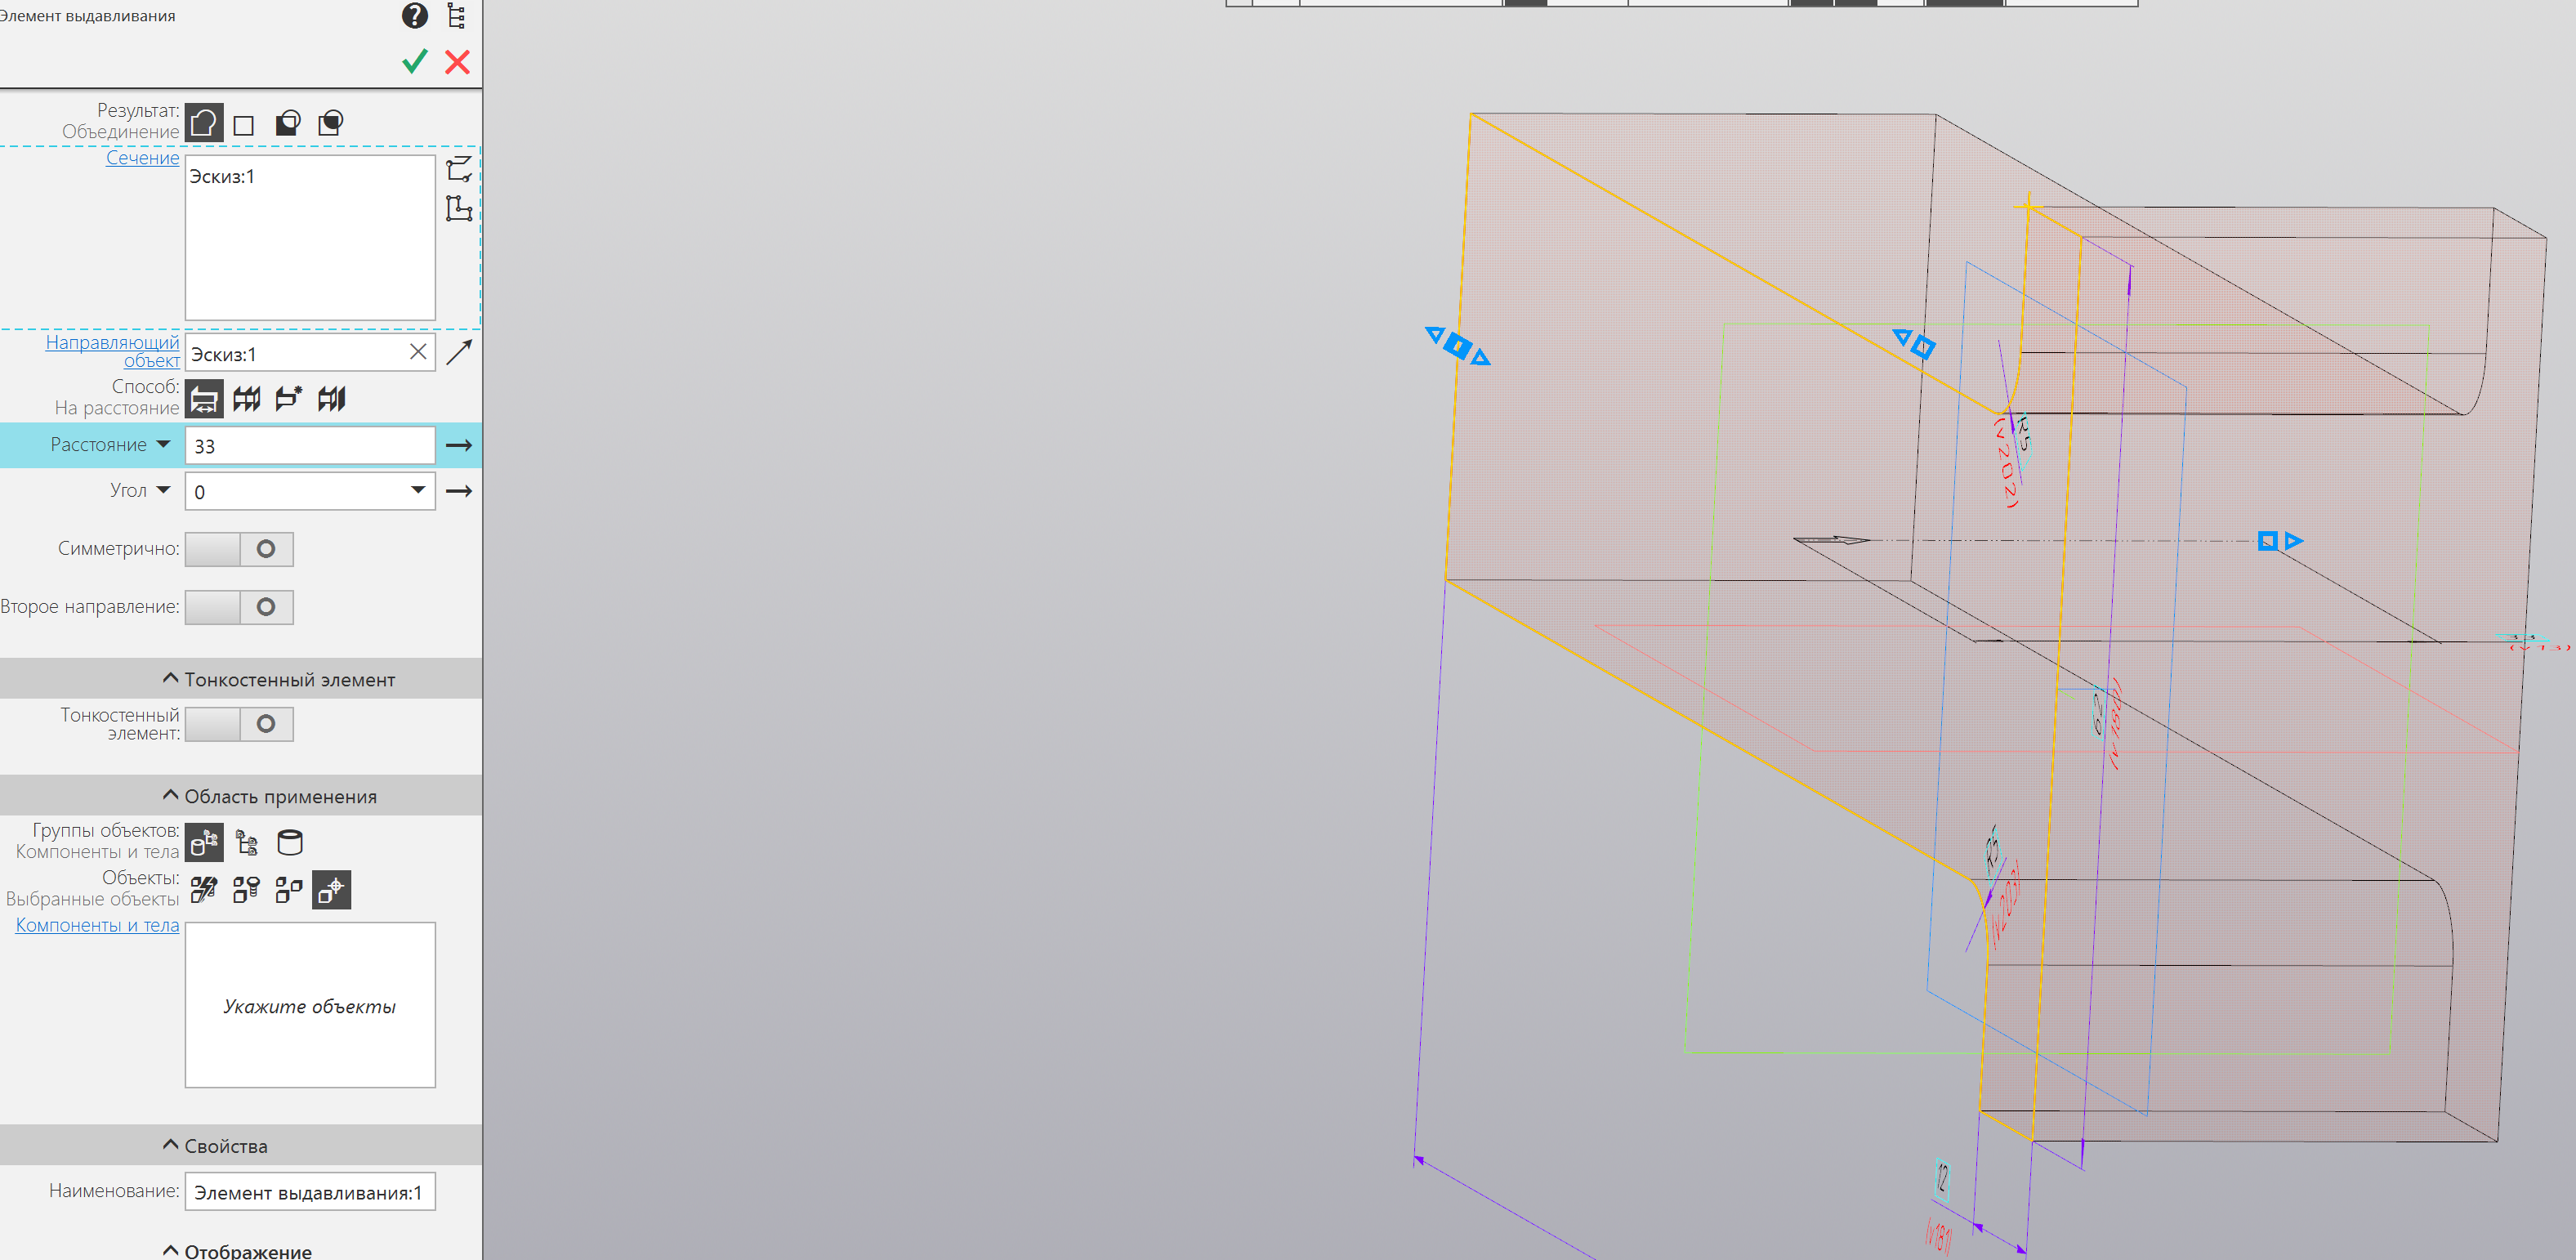 Элемент выдавливания
Результат:
Объединение
Сечение
Эскиз:1
Направляющий
объект
Эскиз:1
Способ:
На расстояние
Расстояние
33
Угол
0
Симметрично:
Второе направление:
Тонкостенный элемент
Тонкостенный
элемент:
Область применения
Группы объектов:
Компоненты и тела
Объекты:
Выбранные объекты
Компоненты и тела
Укажите объекты
Свойства
Наименование:
Элемент выдавливания:1
Отображение
R5
(v202)
R5
(v203)
12
(v181)